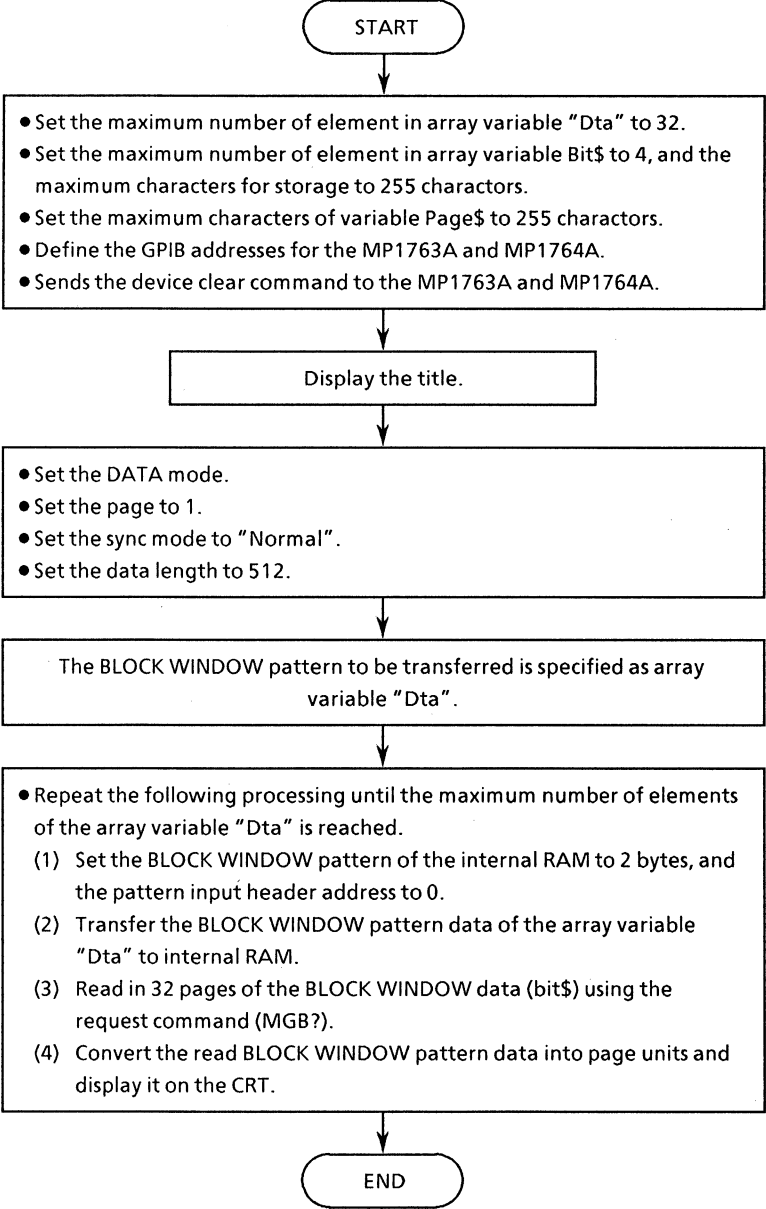 START
● Set the maximum number of element in array variable "Dta" to 32.
● Set the maximum number of element in array variable Bit$ to 4, and the
maximum characters for storage to 255 charactors.
● Set the maximum characters of variable Page$ to 255 charactors.
● Define the GPIB addresses for the MP1763A and MP1764A.
● Sends the device clear command to the MP1763A and MP1764A.
Display the title.
● Set the DATA mode.
● Set the page to 1.
● Set the sync mode to "Normal".
● Set the data length to 512.
The BLOCK WINDOW pattern to be transferred is specified as array
variable "Dta".
● Repeat the following processing until the maximum number of elements
of the array variable "Dta" is reached.
(1) Set the BLOCK WINDOW pattern of the internal RAM to 2 bytes, and
the pattern input header address to 0.
(2) Transfer the BLOCK WINDOW pattern data of the array variable
"Dta" to internal RAM.
(3) Read in 32 pages of the BLOCK WINDOW data (bit$) using the
request command (MGB?).
(4) Convert the read BLOCK WINDOW pattern data into page units and
display it on the CRT.
END